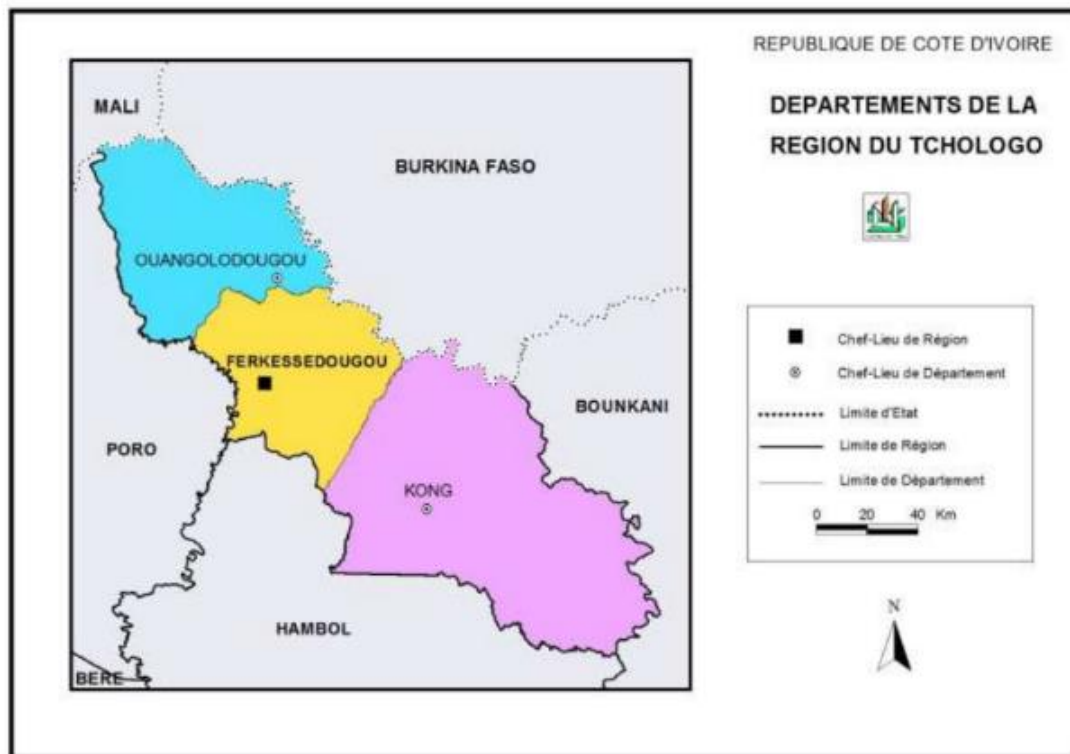 REPUBLIQUE DE COTE D'IVOIRE
DEPARTEMENTS DE LA
REGION DU TCHOLOGO
MALI
BURKINA FASO
OUANGOLODOUGOU
FERKESSEDOUGOU
BOUNKANI
PORO
KONG
HAMBOL
BERE
Chef-Lieu de Région
Chef-Lieu de Département
Limite d'Etat
Limite de Région
Limite de Département
0 20 40 Km
N